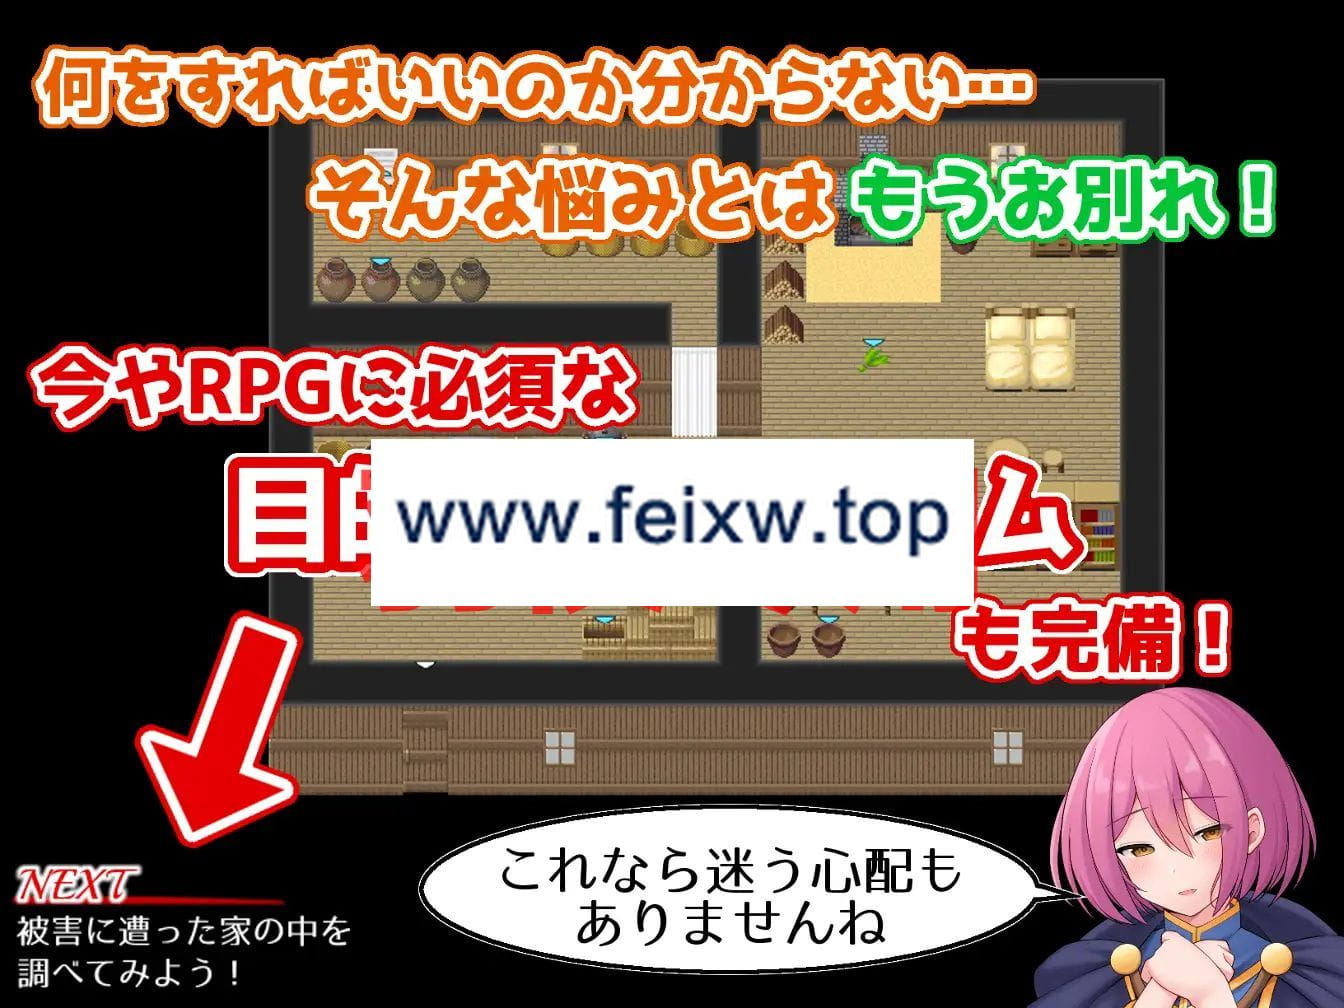 何をすればいいのか分からない…
そんな悩みとは もうお別れ！
今やRPGに必須な
目的
ム
www.feixw.top
も完備！
NEXT
被害に遭った家の中を
調べてみよう！
これなら迷う心配も
ありませんね